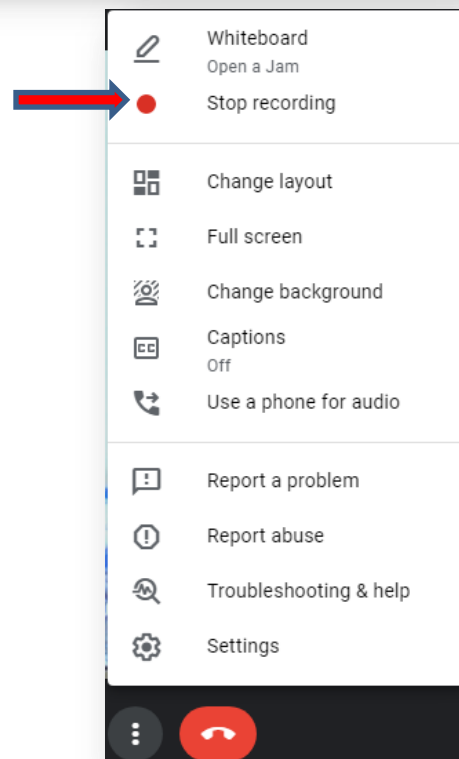 Whiteboard
Open a Jam
Stop recording
Change layout
Full screen
Change background
CC
Captions
Off
Use a phone for audio
Report a problem
Report abuse
Troubleshooting & help
Settings